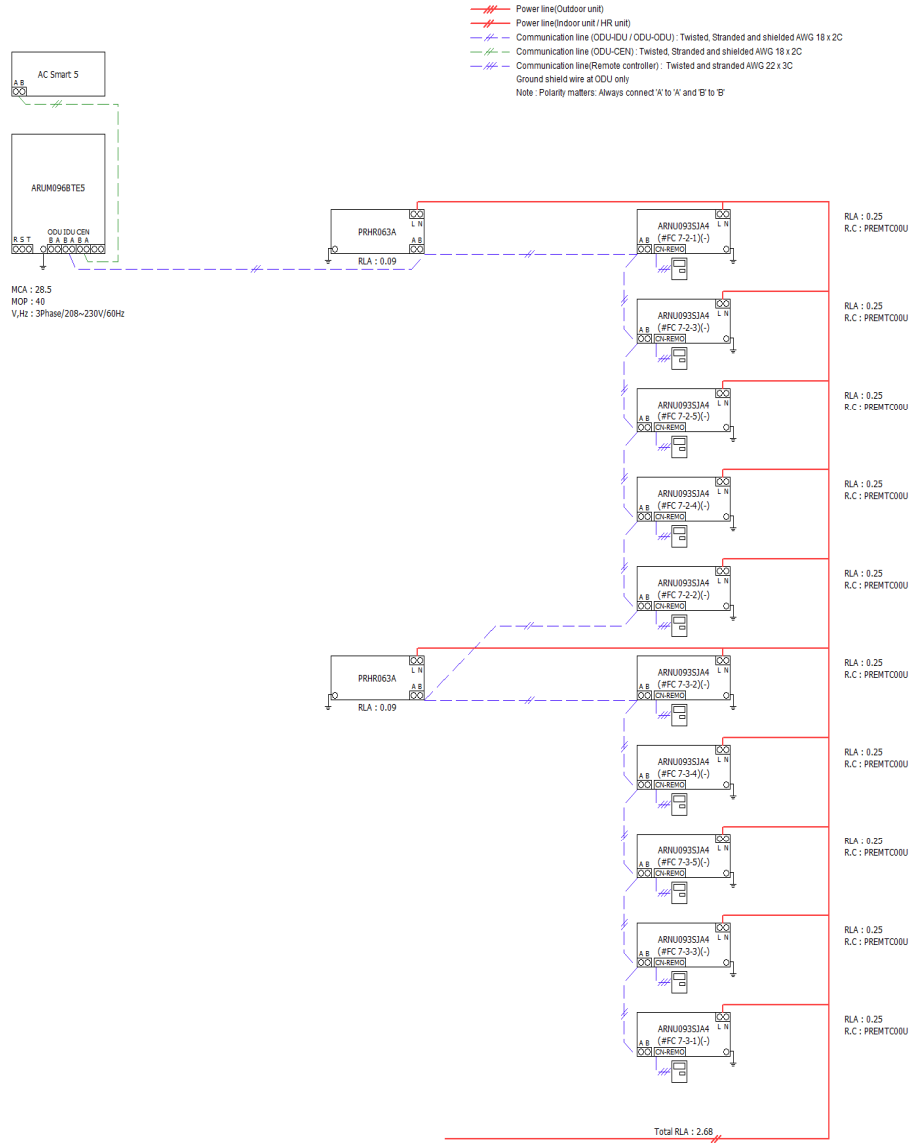 Power line(Outdoor unit)
Power line(Indoor unit / HR unit)
Communication line (ODU-IDU / ODU-ODU) : Twisted, Stranded and shielded AWG 18 x 2C
Communication line (ODU-CEN) : Twisted, Stranded and shielded AWG 18 x 2C
Communication line(Remote controller) : Twisted and stranded AWG 22 x 3C
Ground shield wire at ODU only
Note : Polarity matters: Always connect 'A' to 'A' and 'B' to 'B'
AC Smart 5
A B
ARUM096BTE5
ODU IDU CEN
R S T
B A B A B A
MCA : 28.5
MOP : 40
V,Hz : 3Phase/208~230V/60Hz
PRHR063A
L N
A B
RLA : 0.09
ARNU093SJA4
(#FC 7-2-1)(-)
L N
A B
CN-REMO
RLA : 0.25
R.C : PREMTC00U
ARNU093SJA4
(#FC 7-2-3)(-)
L N
A B
CN-REMO
RLA : 0.25
R.C : PREMTC00U
ARNU093SJA4
(#FC 7-2-5)(-)
L N
A B
CN-REMO
RLA : 0.25
R.C : PREMTC00U
ARNU093SJA4
(#FC 7-2-4)(-)
L N
A B
CN-REMO
RLA : 0.25
R.C : PREMTC00U
ARNU093SJA4
(#FC 7-2-2)(-)
L N
A B
CN-REMO
RLA : 0.25
R.C : PREMTC00U
PRHR063A
L N
A B
RLA : 0.09
ARNU093SJA4
(#FC 7-3-2)(-)
L N
A B
CN-REMO
RLA : 0.25
R.C : PREMTC00U
ARNU093SJA4
(#FC 7-3-4)(-)
L N
A B
CN-REMO
RLA : 0.25
R.C : PREMTC00U
ARNU093SJA4
(#FC 7-3-5)(-)
L N
A B
CN-REMO
RLA : 0.25
R.C : PREMTC00U
ARNU093SJA4
(#FC 7-3-3)(-)
L N
A B
CN-REMO
RLA : 0.25
R.C : PREMTC00U
ARNU093SJA4
(#FC 7-3-1)(-)
L N
A B
CN-REMO
RLA : 0.25
R.C : PREMTC00U
Total RLA : 2.68